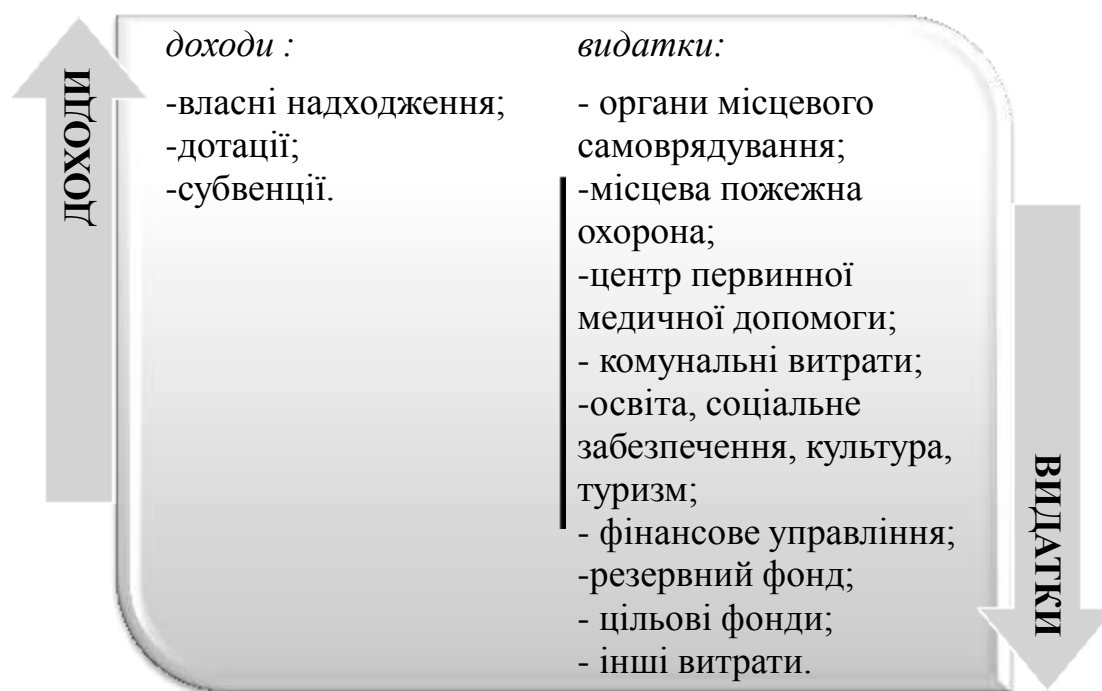 ДОХОДИ
доходи :
-власні надходження;
-дотації;
-субвенції.
видатки:
- органи місцевого
самоврядування;
-місцева пожежна
охорона;
-центр первинної
медичної допомоги;
- комунальні витрати;
-освіта, соціальне
забезпечення, культура,
туризм;
- фінансове управління;
-резервний фонд;
- цільові фонди;
- інші витрати.
ВИДАТКИ